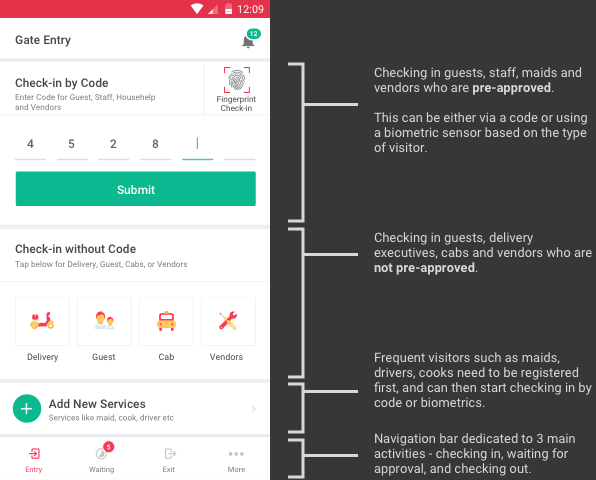 12:09
Gate Entry
12
Check-in by Code
Enter Code for Guest, Staff, Househelp
and Vendors
Fingerprint
Check-in
4 5 2 8
Submit
Check-in without Code
Tap below for Delivery, Guest, Cabs, or Vendors
Delivery Guest Cab Vendors
Add New Services
Services like maid, cook, driver etc
5
Entry Waiting Exit More
Checking in guests, staff, maids and
vendors who are pre-approved.
This can be either via a code or using
a biometric sensor based on the type
of visitor.
Checking in guests, delivery
executives, cabs and vendors who are
not pre-approved.
Frequent visitors such as maids,
drivers, cooks need to be registered
first, and can then start checking in by
code or biometrics.
Navigation bar dedicated to 3 main
activities - checking in, waiting for
approval, and checking out.